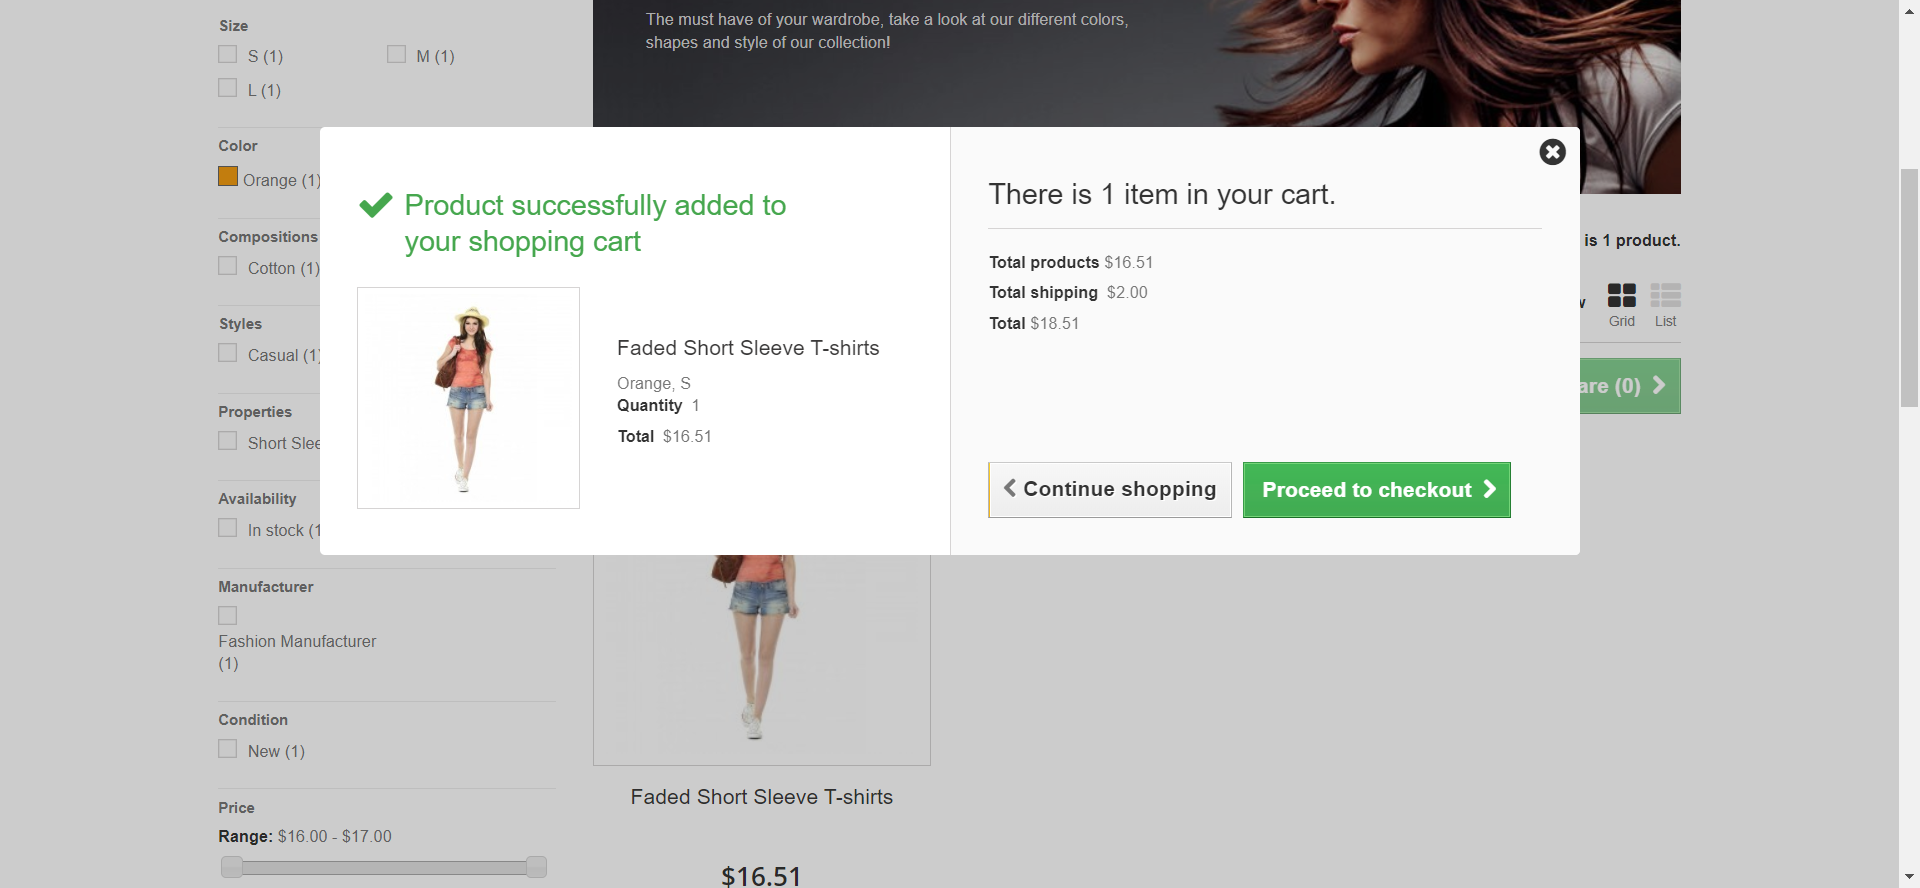 Size
S (1)
M (1)
L (1)
Color
Orange (1)
Compositions
Cotton (1)
Styles
Casual (1)
Properties
Short
Availability
In stock
Manufacturer
Fashion Manufacturer
(1)
Condition
New (1)
Price
Range: $16.00 - $17.00
The must have of your wardrobe, take a look at our different colors,
shapes and style of our collection!
Product successfully added to
your shopping cart
Faded Short Sleeve T-shirts
Orange, S
Quantity 1
Total $16.51
There is 1 item in your cart.
Total products $16.51
Total shipping $2.00
Total $18.51
Continue shopping
Proceed to checkout
is 1 product.
Grid
List
(0)
Faded Short Sleeve T-shirts
$16.51